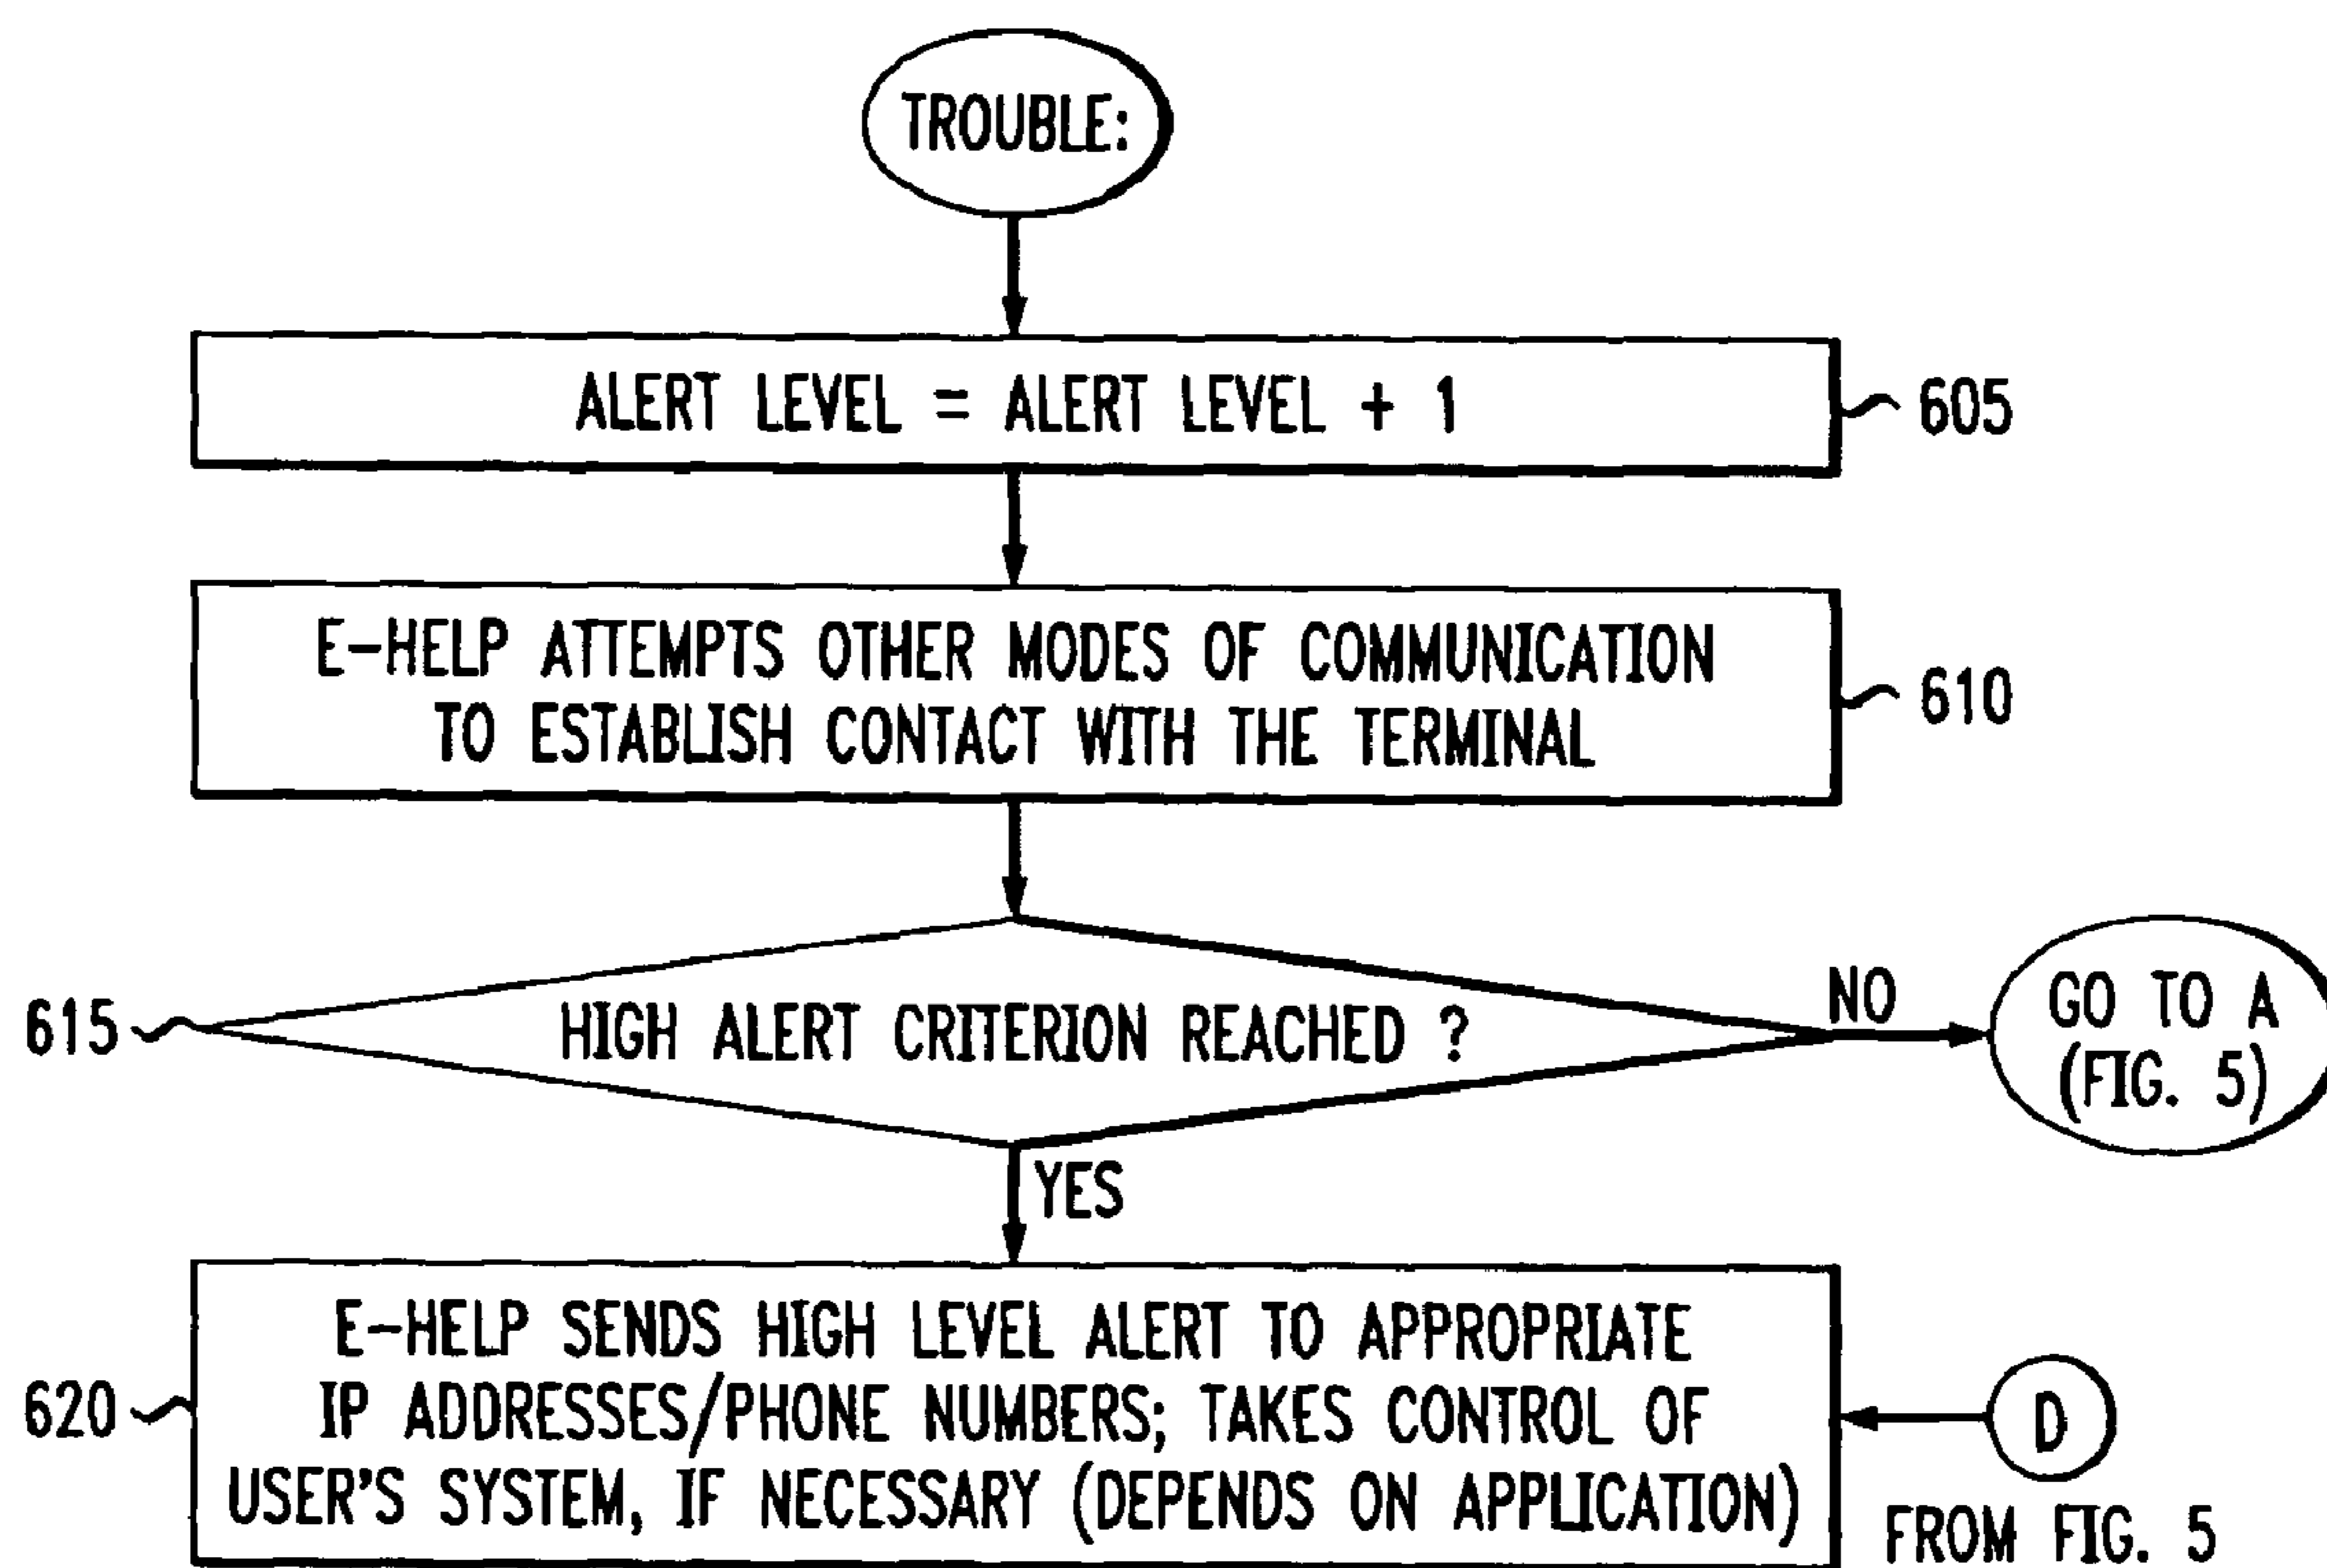 TROUBLE:
ALERT LEVEL = ALERT LEVEL + 1
605
E-HELP ATTEMPTS OTHER MODES OF COMMUNICATION
TO ESTABLISH CONTACT WITH THE TERMINAL
610
615
HIGH ALERT CRITERION REACHED ?
NO
GO TO A
(FIG. 5)
YES
620
E-HELP SENDS HIGH LEVEL ALERT TO APPROPRIATE
IP ADDRESSES/PHONE NUMBERS; TAKES CONTROL OF
USER'S SYSTEM, IF NECESSARY (DEPENDS ON APPLICATION)
D
FROM FIG. 5